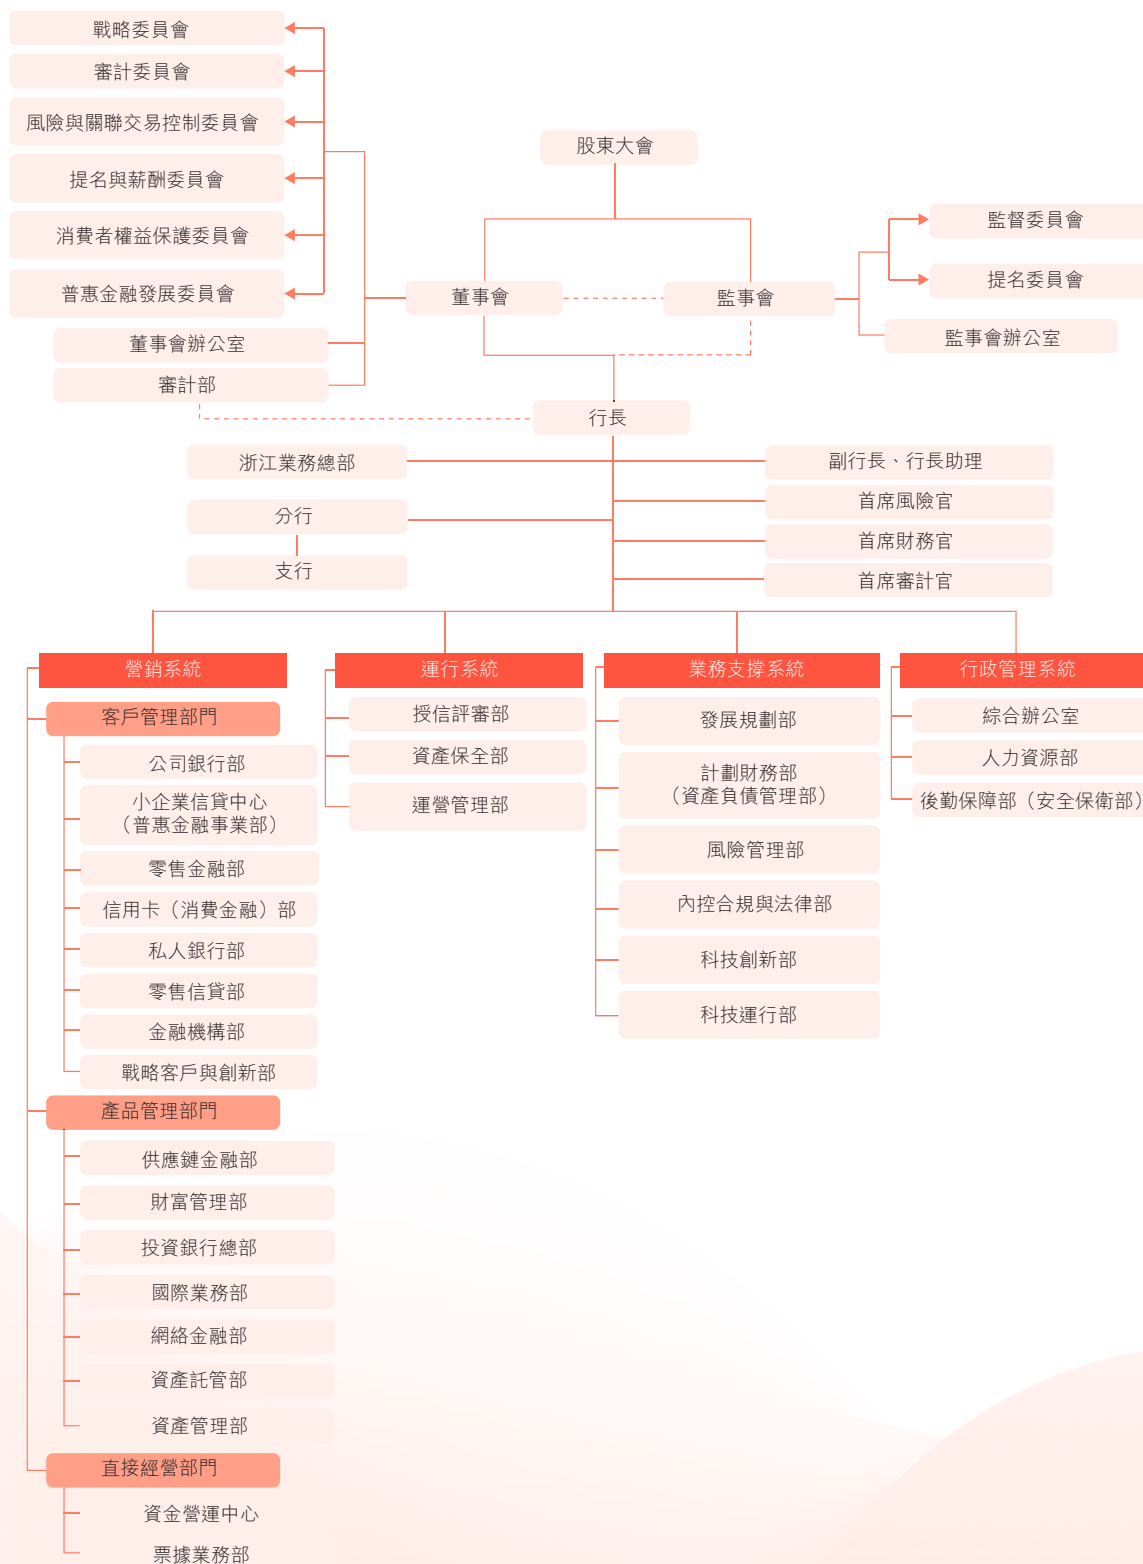 戰略委員會
審計委員會
風險與關聯交易控制委員會
提名與薪酬委員會
消費者權益保護委員會
普惠金融發展委員會
董事會辦公室
審計部
股東大會
董事會
監事會
監督委員會
提名委員會
監事會辦公室
行長
浙江業務總部
分行
支行
副行長、行長助理
首席風險官
首席財務官
首席審計官
營銷系統
客戶管理部門
公司銀行部
小企業信貸中心
（普惠金融事業部）
零售金融部
信用卡（消費金融）部
私人銀行部
零售信貸部
金融機構部
戰略客戶與創新部
產品管理部門
供應鏈金融部
財富管理部
投資銀行總部
國際業務部
網絡金融部
資產託管部
資產管理部
直接經營部門
資金營運中心
票據業務部
運行系統
授信評審部
資產保全部
運營管理部
業務支撐系統
發展規劃部
計劃財務部
（資產負債管理部）
風險管理部
內控合規與法律部
科技創新部
科技運行部
行政管理系統
綜合辦公室
人力資源部
後勤保障部（安全保衛部）